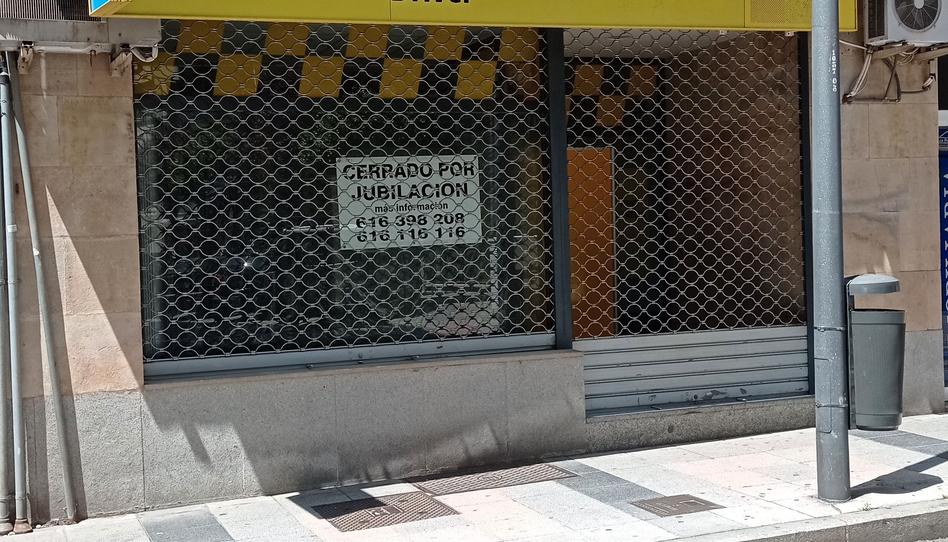 CERRADO POR
JUBILACION
más información
616 398 208
616 116 116